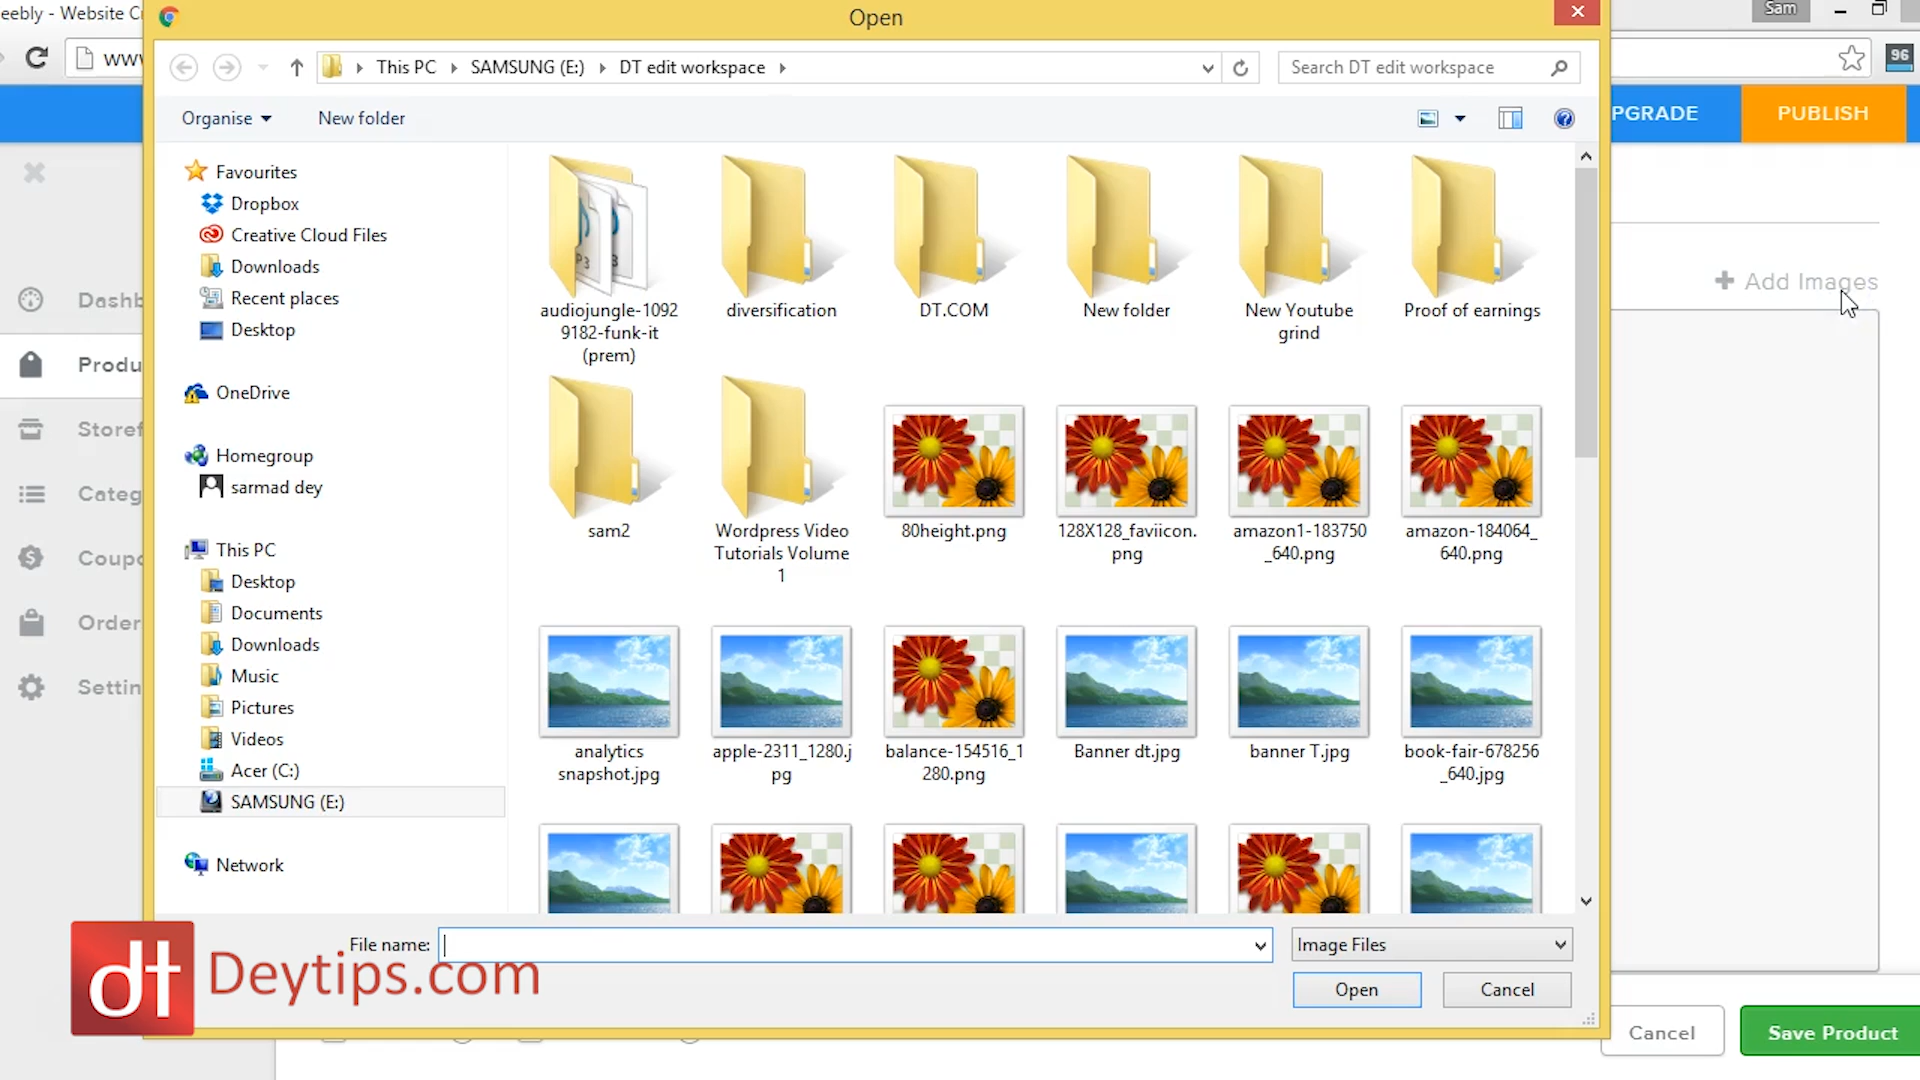 eebly - Website Cr
Open
Sam
www
This PC
SAMSUNG (E:)
DT edit workspace
Search DT edit workspace
96
Organise
New folder
PGRADE
PUBLISH
Favourites
Dropbox
Creative Cloud Files
Downloads
Recent places
Desktop
OneDrive
Homegroup
sarmad dey
This PC
Desktop
Documents
Downloads
Music
Pictures
Videos
Acer (C:)
SAMSUNG (E:)
Network
Dashb
Produ
Storef
Categ
Coupo
Order
Settin
audiojungle-1092
9182-funk-it
(prem)
diversification
DT.COM
New folder
New Youtube
grind
Proof of earnings
sam2
Wordpress Video
Tutorials Volume
1
80height.png
128X128_faviicon.
png
amazon1-183750
_640.png
amazon-184064_
640.png
analytics
snapshot.jpg
apple-2311_1280.j
pg
balance-154516_1
280.png
Banner dt.jpg
banner T.jpg
book-fair-678256
_640.jpg
Add Images
File name:
Image Files
Open
Cancel
dt Deytips.com
Cancel
Save Product